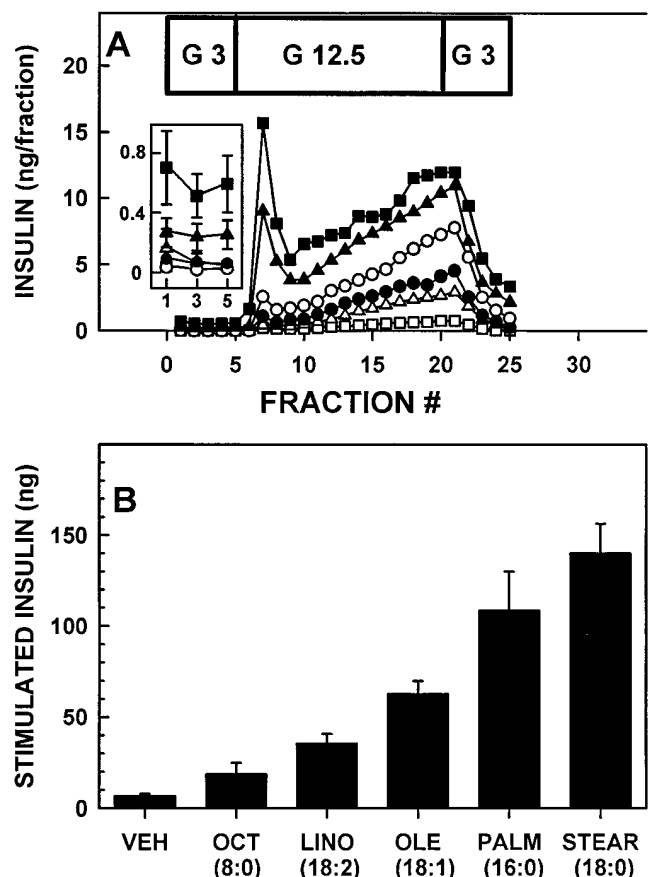 A
G 3 G 12.5 G 3
INSULIN (ng/fraction)
20
15
10
5
0
0.8
0.4
0
1 3 5
0 5 10 15 20 25 30
FRACTION #
B
STIMULATED INSULIN (ng)
150
100
50
0
VEH OCT LINO OLE PALM STEAR
(8:0) (18:2) (18:1) (16:0) (18:0)